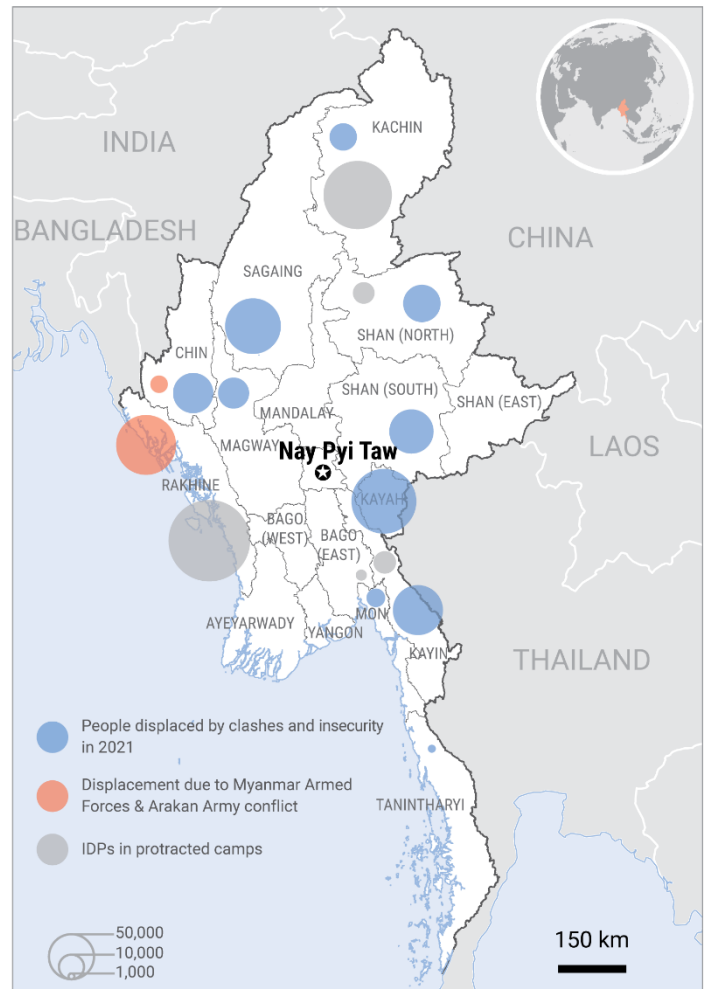 KACHIN
INDIA
BANGLADESH
CHINA
SAGAING
SHAN (NORTH)
CHIN
SHAN (SOUTH)
SHAN (EAST)
MANDALAY
LAOS
MAGWAY
Nay Pyi Taw
RAKHINE
KAYAH
BAGO
(WEST)
BAGO
(EAST)
AYEYARWADY
MON
YANGON
KAYIN
THAILAND
People displaced by clashes and insecurity
in 2021
Displacement due to Myanmar Armed
Forces & Arakan Army conflict
TANINTHARYI
IDPs in protracted camps
50,000
10,000
1,000
150 km